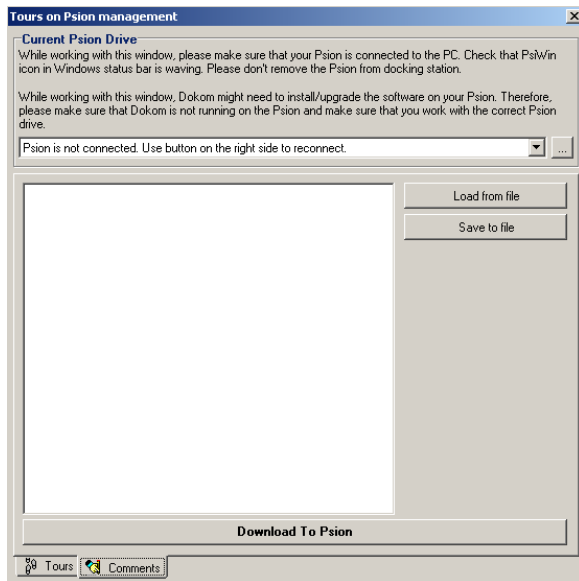 Tours on Psion management
Current Psion Drive
While working with this window, please make sure that your Psion is connected to the PC. Check that PsiWin
icon in Windows status bar is waving. Please don't remove the Psion from docking station.
While working with this window, Dokom might need to install/upgrade the software on your Psion. Therefore,
please make sure that Dokom is not running on the Psion and make sure that you work with the correct Psion
drive.
Psion is not connected. Use button on the right side to reconnect.
...
Load from file
Save to file
Download To Psion
Tours
Comments